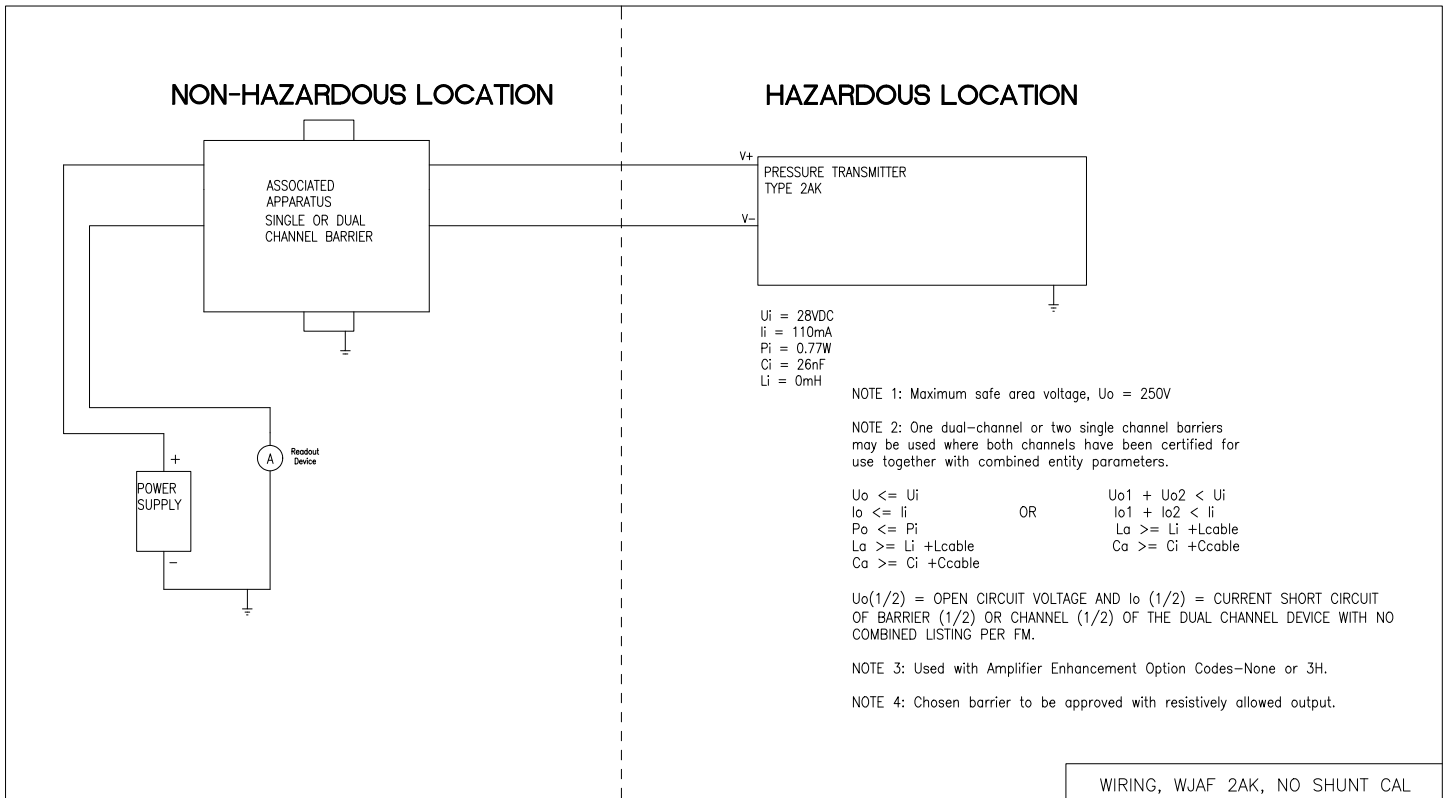 NON-HAZARDOUS LOCATION
HAZARDOUS LOCATION
ASSOCIATED
APPARATUS
SINGLE OR DUAL
CHANNEL BARRIER
V+
V-
PRESSURE TRANSMITTER
TYPE 2AK
Ui = 28VDC
Ii = 110mA
Pi = 0.77W
Ci = 26nF
Li = 0mH
+
POWER
SUPPLY
-
A
Readout
Device
NOTE 1: Maximum safe area voltage, Uo = 250V
NOTE 2: One dual-channel or two single channel barriers
may be used where both channels have been certified for
use together with combined entity parameters.
Uo <= Ui
Io <= Ii
Po <= Pi
La >= Li +Lcable
Ca >= Ci +Ccable
OR
Uo1 + Uo2 < Ui
Io1 + Io2 < Ii
La >= Li +Lcable
Ca >= Ci +Ccable
Uo(1/2) = OPEN CIRCUIT VOLTAGE AND Io (1/2) = CURRENT SHORT CIRCUIT
OF BARRIER (1/2) OR CHANNEL (1/2) OF THE DUAL CHANNEL DEVICE WITH NO
COMBINED LISTING PER FM.
NOTE 3: Used with Amplifier Enhancement Option Codes-None or 3H.
NOTE 4: Chosen barrier to be approved with resistively allowed output.
WIRING, WJAF 2AK, NO SHUNT CAL